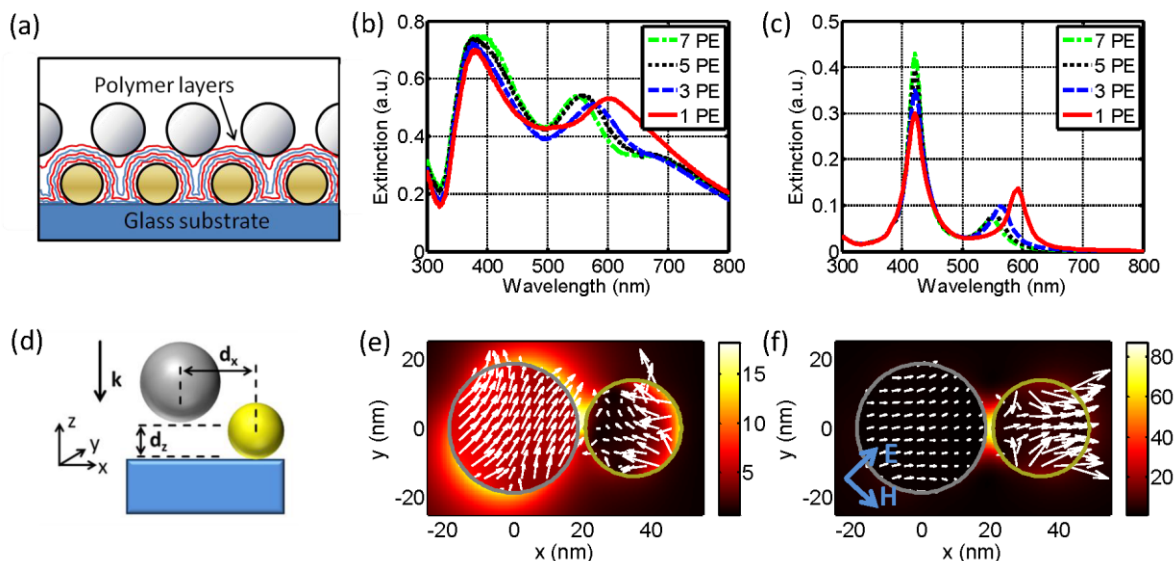 (a)
Polymer layers
Glass substrate
(b)
Extinction (a.u.)
0.8
0.6
0.4
0.2
0
300 400 500 600 700 800
Wavelength (nm)
7 PE
5 PE
3 PE
1 PE
(c)
Extinction (a.u.)
0.5
0.4
0.3
0.2
0.1
0
300 400 500 600 700 800
Wavelength (nm)
7 PE
5 PE
3 PE
1 PE
(d)
k
dx
dz
z
y
x
(e)
y (nm)
20
0
-20
-20 0 20 40
x (nm)
15
10
5
(f)
y (nm)
20
0
-20
E
H
-20 0 20 40
x (nm)
80
60
40
20